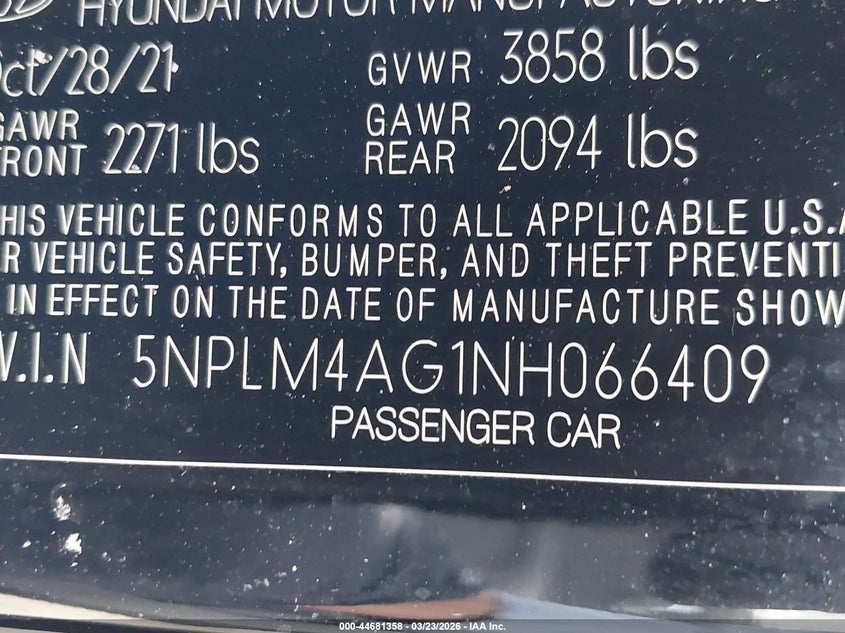 HYUNDAI MOTOR MANUFACTURING
Oct/28/21 GVWR 3858 lbs
GAWR FRONT 2271 lbs GAWR REAR 2094 lbs
THIS VEHICLE CONFORMS TO ALL APPLICABLE U.S.A
R VEHICLE SAFETY, BUMPER, AND THEFT PREVENTI
IN EFFECT ON THE DATE OF MANUFACTURE SHOW
V.I.N 5NPLM4AG1NH066409
PASSENGER CAR
000-44681358 - 03/23/2026 - IAA Inc.